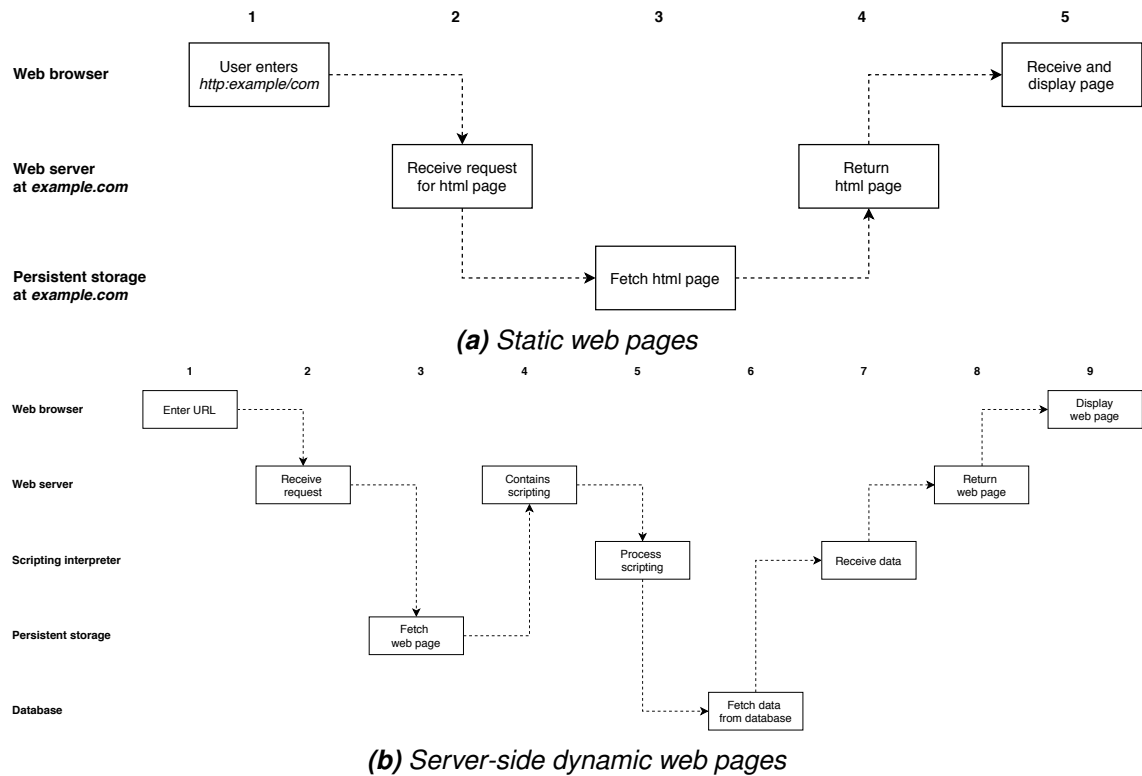 1 2 3 4 5
Web browser
User enters
http:example/com
Receive and
display page
Web server
at example.com
Receive request
for html page
Return
html page
Persistent storage
at example.com
Fetch html page
(a) Static web pages
1 2 3 4 5 6 7 8 9
Web browser
Enter URL
Display
web page
Web server
Receive
request
Contains
scripting
Return
web page
Scripting interpreter
Process
scripting
Receive data
Persistent storage
Fetch
web page
Database
Fetch data
from database
(b) Server-side dynamic web pages